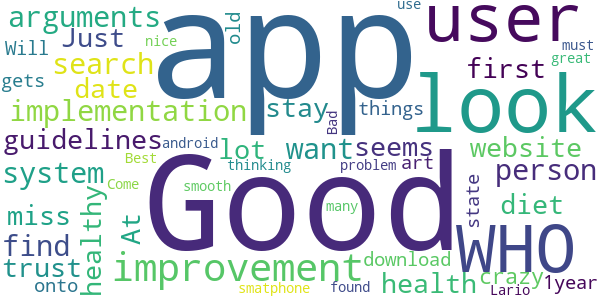 use
arguments
app
user
old
nice
Will
Just
must
gets
search
first
great
date
look
implementation
stay
things
Bad
guidelines
android
lot
want
seems
website
Best
thinking
problem
art
person
system
Come
smooth
healthy
At
Good
many
state
diet
miss
WHO
find
trust
improvement
download
crazy
onto
health
1year
smatphone
found
Lario